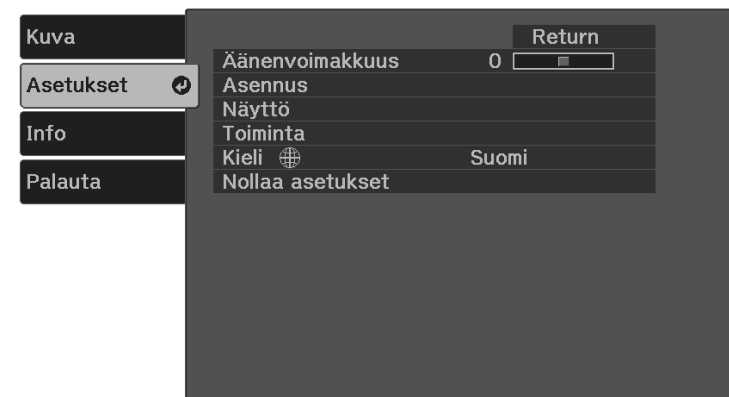 Kuva
Asetukset
Info
Palauta
Return
Äänenvoimakkuus 0
Asennus
Näyttö
Toiminta
Kieli Suomi
Nollaa asetukset